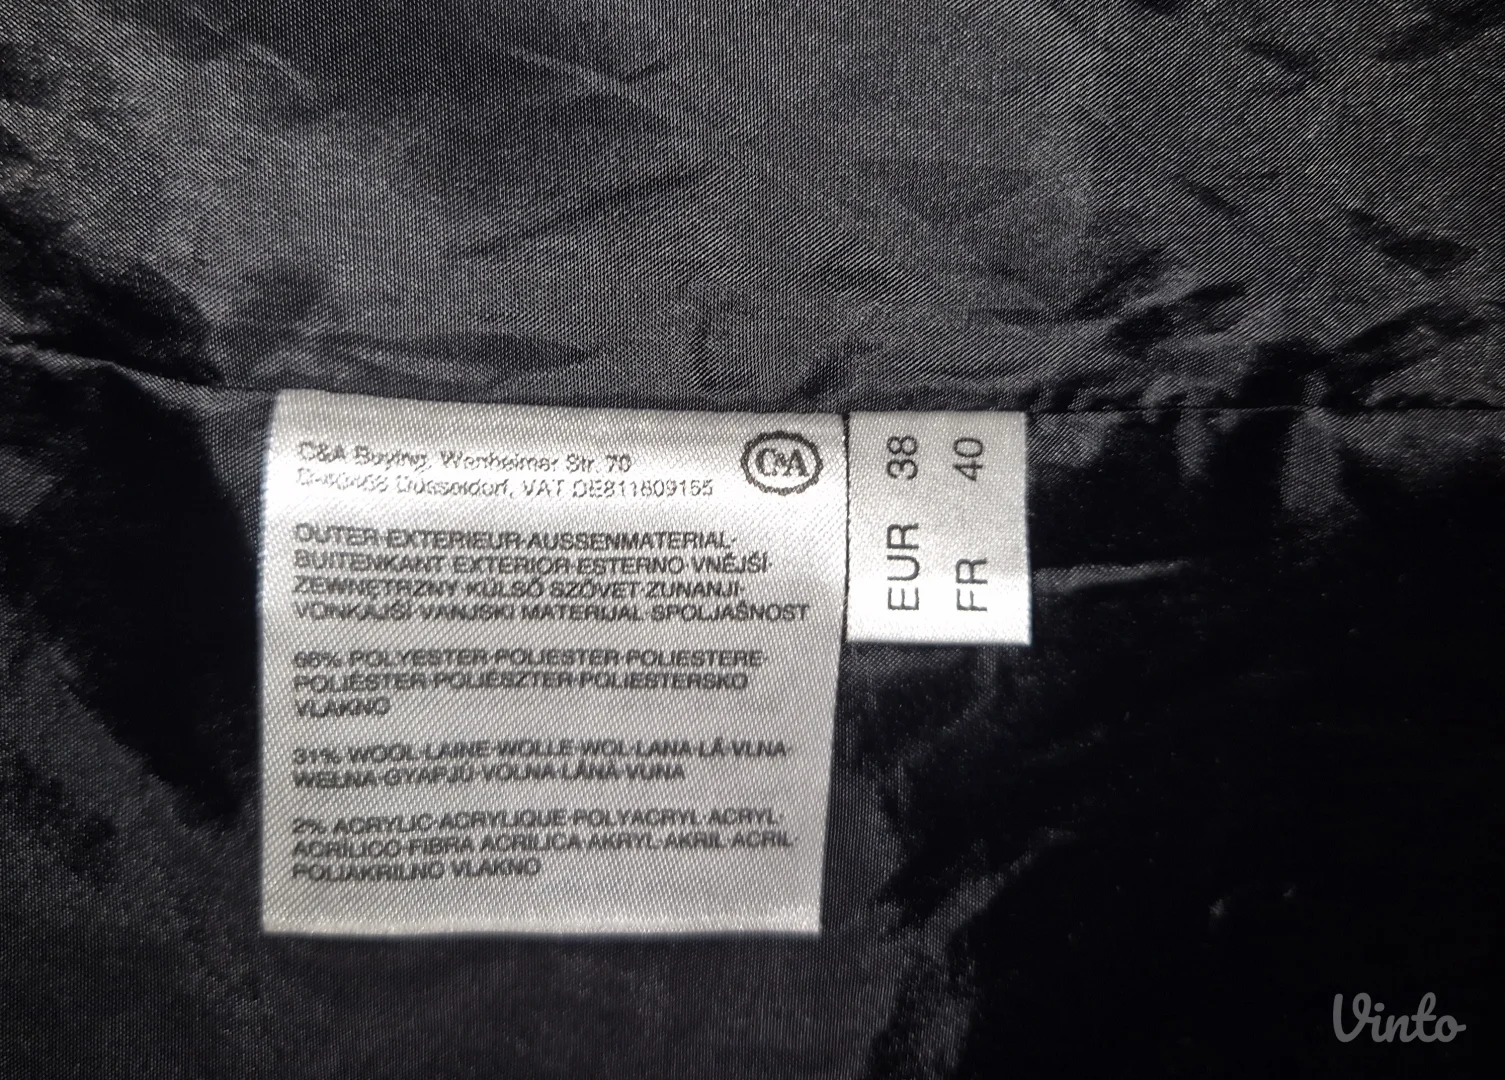 C&A Buying, Wanheimer Str. 70
D-40468 Düsseldorf, VAT DE811809155
C&A
OUTER·EXTERIEUR·AUSSENMATERIAL·
BUITENKANT·EXTERIOR·ESTERNO·VNĚJŠÍ·
ZEWNĘTRZNY·KÜLSŐ SZÖVET·ZUNANJI·
VONKAJŠÍ·VANJSKI MATERIJAL·SPOLJAŠNOST
POLYESTER·POLIESTER·POLIESTERE·
POLIÉSTER·POLIÉSZTER·POLIESTERSKO
VLAKNO
31% WOOL·LAINE·WOLLE·WOL·LANA·LÃ·VLNA·
WEŁNA·GYAPJÚ·VOLNA·LÂNĂ·VUNA
2% ACRYLIC·ACRYLIQUE·POLYACRYL·ACRYL·
ACRÍLICO·FIBRA ACRILICA·AKRYL·AKRIL·ACRIL
POLIAKRILNO VLAKNO
EUR 38
FR 40
Vinto